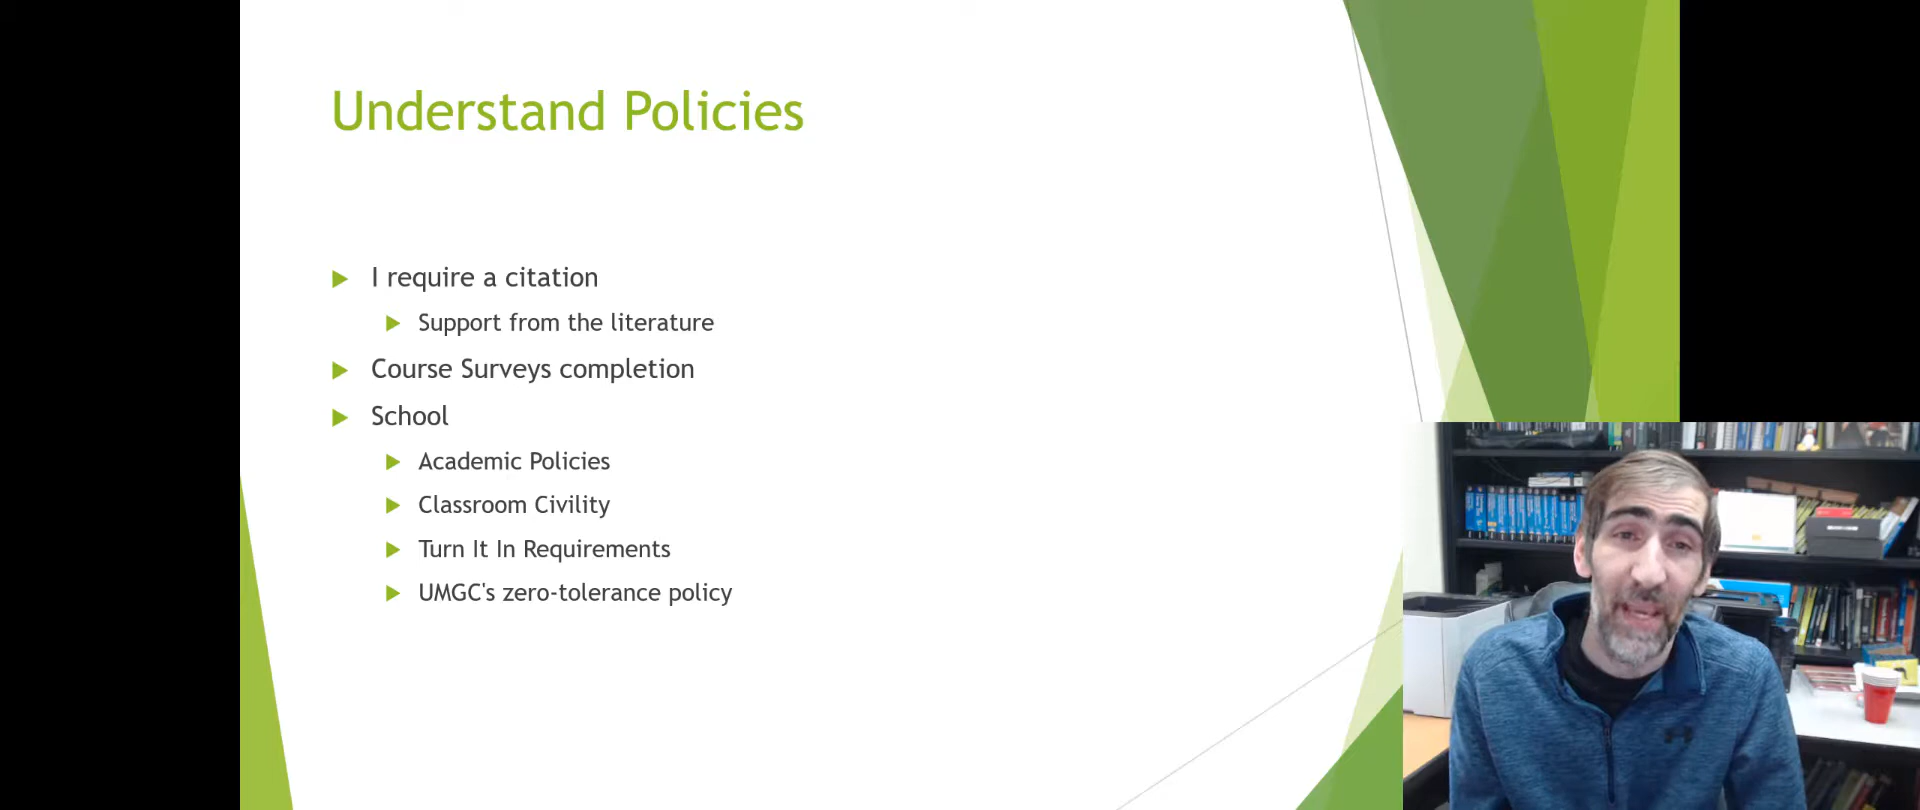 Understand Policies
I require a citation
Support from the literature
Course Surveys completion
School
Academic Policies
Classroom Civility
Turn It In Requirements
UMGC's zero-tolerance policy